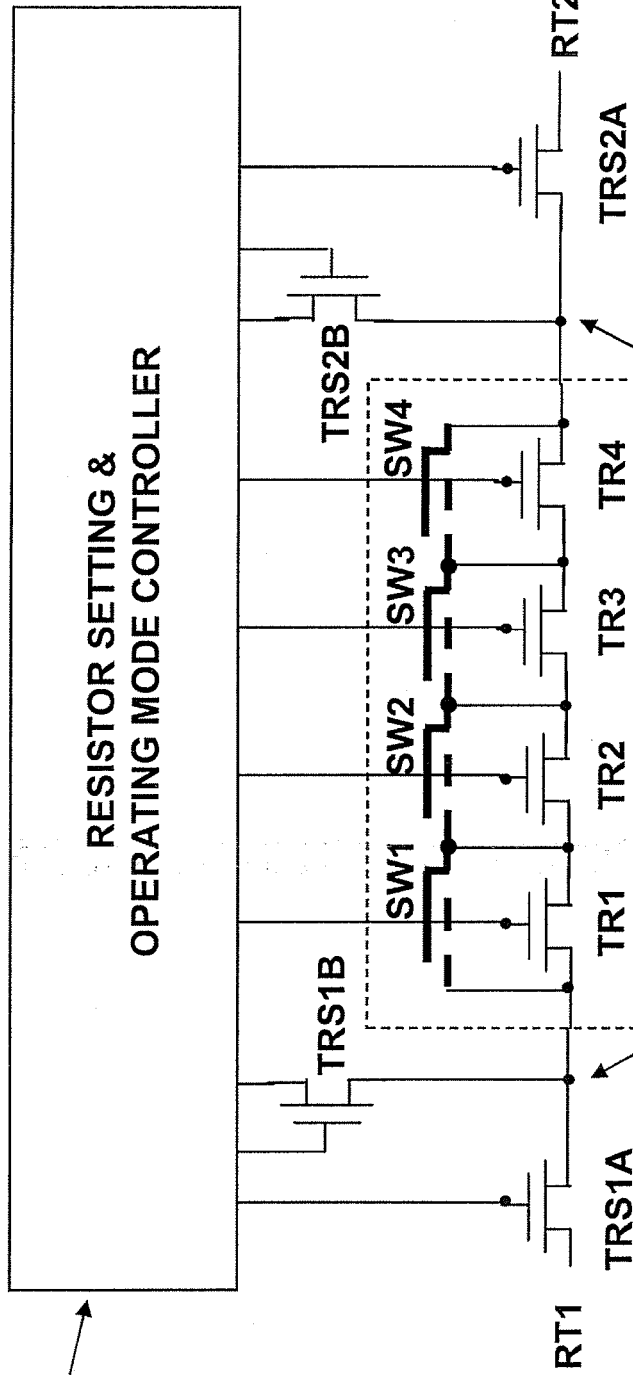 RESISTOR SETTING &
OPERATING MODE CONTROLLER
TRS1B
TRS2B
SW1
SW2
SW3
SW4
RT1
TRS1A
TR1
TR2
TR3
TR4
TRS2A
RT2